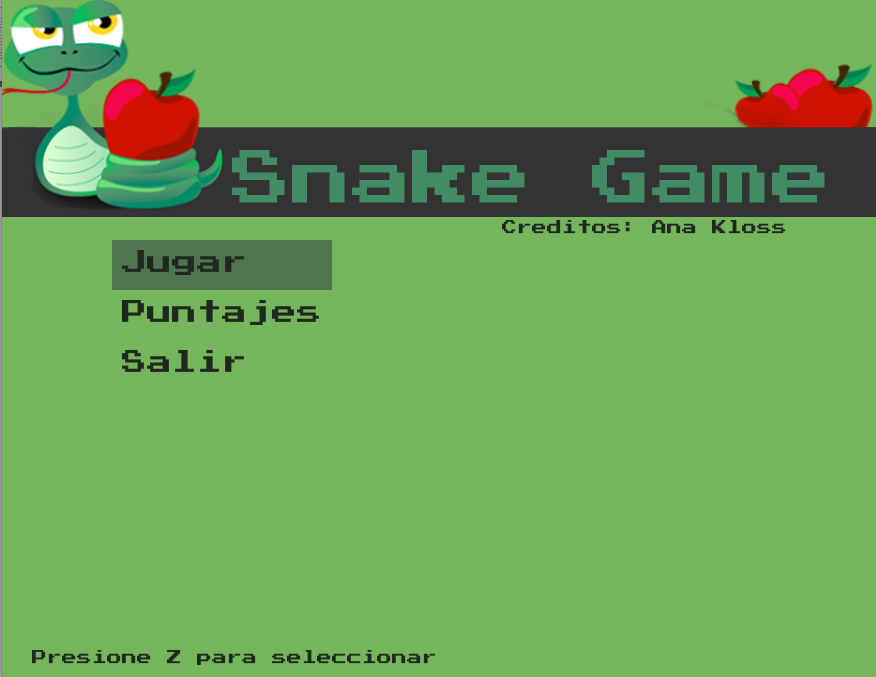 Snake Game
Creditos: Ana Kloss
Jugar
Puntajes
Salir
Presione Z para seleccionar